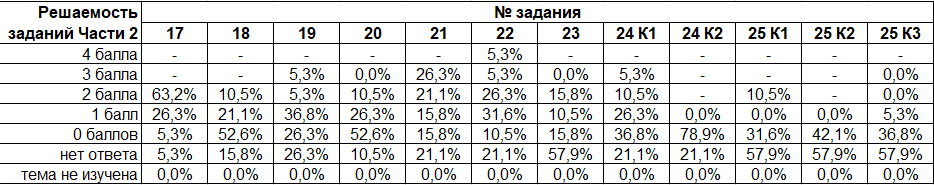 Решаемость заданий Части 2 № задания
17 18 19 20 21 22 23 24 К1 24 К2 25 К1 25 К2 25 К3
4 балла - - - - - 5,3% - - - - - -
3 балла - - 5,3% 0,0% 26,3% 5,3% 0,0% 5,3% - - - 0,0%
2 балла 63,2% 10,5% 5,3% 10,5% 21,1% 26,3% 15,8% 10,5% - 10,5% - 0,0%
1 балл 26,3% 21,1% 36,8% 26,3% 15,8% 31,6% 10,5% 26,3% 0,0% 0,0% 0,0% 5,3%
0 баллов 5,3% 52,6% 26,3% 52,6% 15,8% 10,5% 15,8% 36,8% 78,9% 31,6% 42,1% 36,8%
нет ответа 5,3% 15,8% 26,3% 10,5% 21,1% 21,1% 57,9% 21,1% 21,1% 57,9% 57,9% 57,9%
тема не изучена 0,0% 0,0% 0,0% 0,0% 0,0% 0,0% 0,0% 0,0% 0,0% 0,0% 0,0% 0,0%